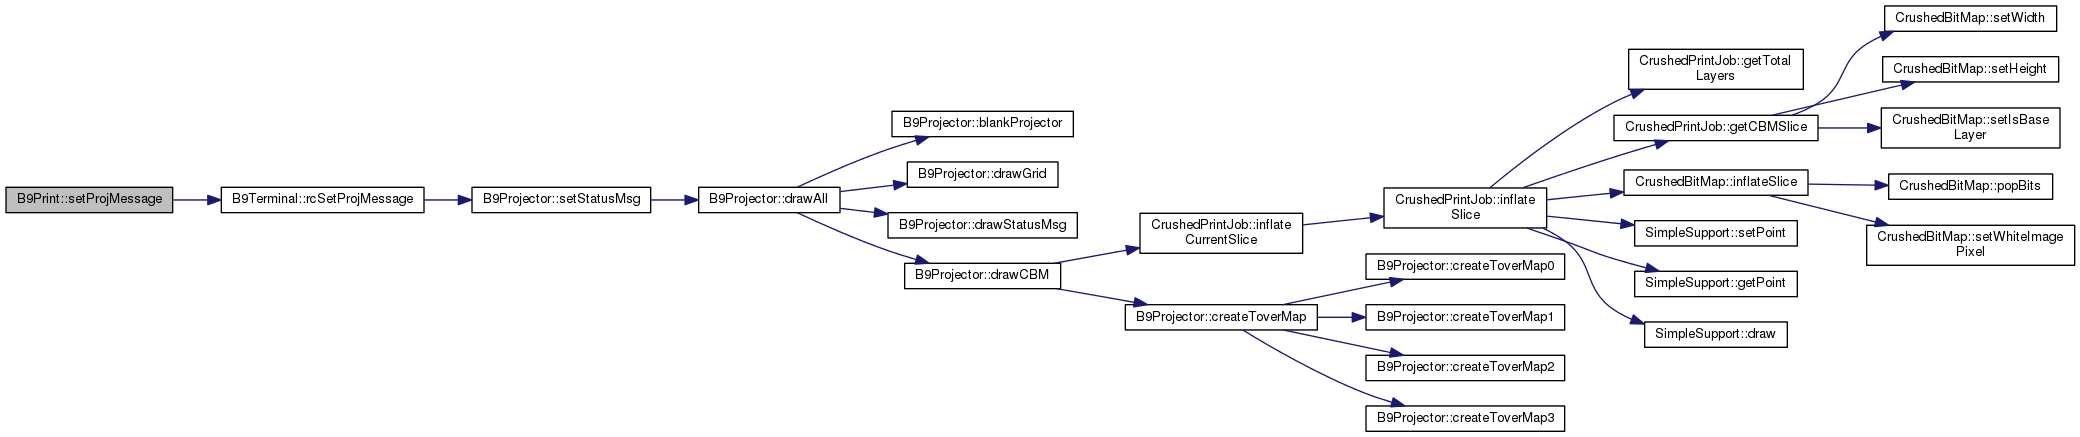 B9Print::setProjMessage
B9Terminal::rcSetProjMessage
B9Projector::setStatusMsg
B9Projector::drawAll
B9Projector::blankProjector
B9Projector::drawGrid
B9Projector::drawStatusMsg
B9Projector::drawCBM
CrushedPrintJob::inflate
CurrentSlice
B9Projector::createToverMap
B9Projector::createToverMap0
B9Projector::createToverMap1
B9Projector::createToverMap2
B9Projector::createToverMap3
CrushedPrintJob::inflate
Slice
CrushedPrintJob::getTotal
Layers
CrushedPrintJob::getCBMSlice
CrushedBitMap::inflateSlice
SimpleSupport::setPoint
SimpleSupport::getPoint
SimpleSupport::draw
CrushedBitMap::setWidth
CrushedBitMap::setHeight
CrushedBitMap::setIsBase
Layer
CrushedBitMap::popBits
CrushedBitMap::setWhiteImage
Pixel